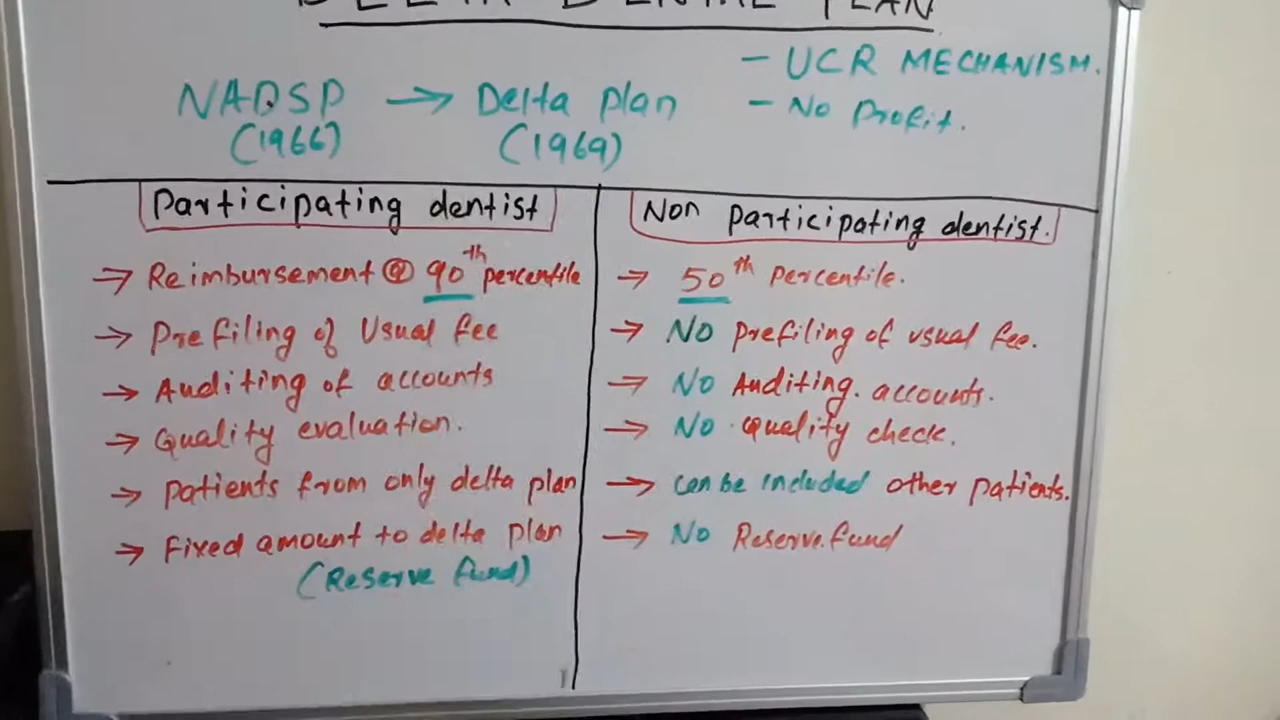 DELTA DENTAL PLAN
- UCR MECHANISM.
NADSP → Delta plan
- No Profit.
(1966) (1969)
Participating dentist
→ Reimbursement @ 90th percentile
→ Prefiling of Usual fee
→ Auditing of accounts
→ Quality evaluation.
→ Patients from only delta plan
→ Fixed amount to delta plan
(Reserve fund)
Non participating dentist.
→ 50th Percentile.
→ NO prefiling of usual fee.
→ NO Auditing. accounts.
→ NO quality check.
→ can be included other patients.
→ NO Reserve fund